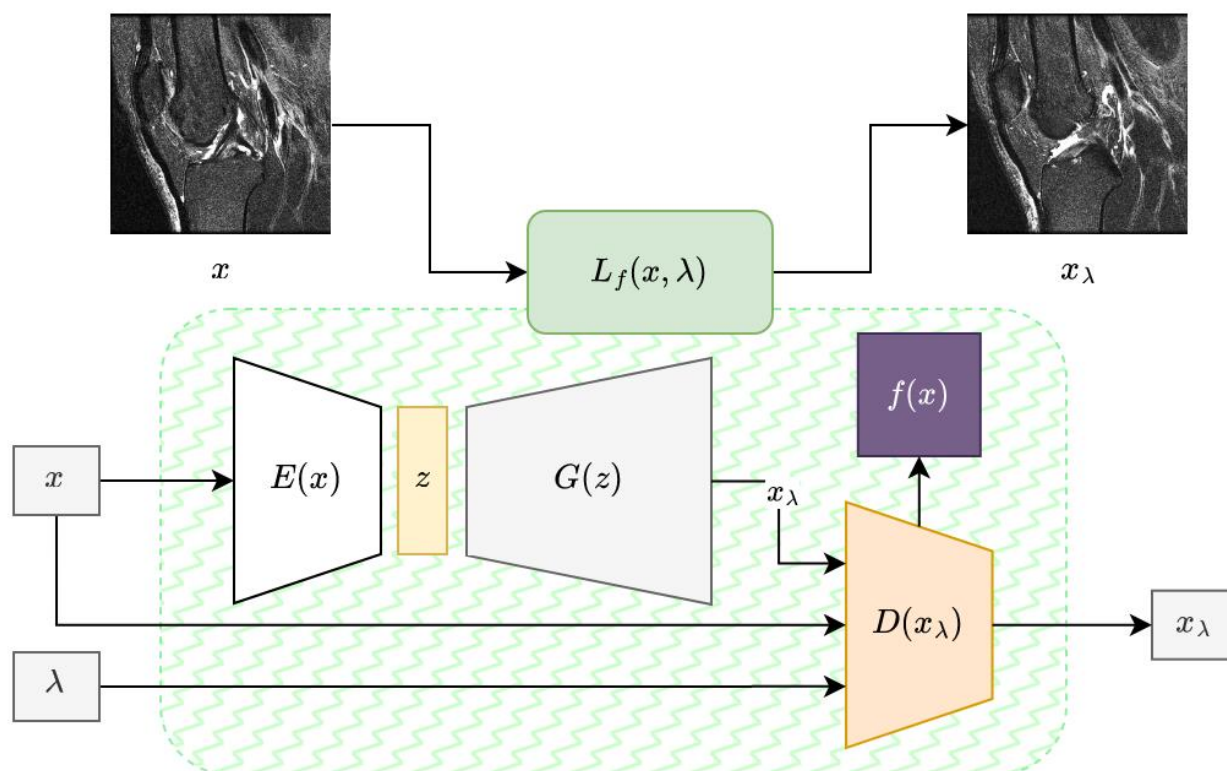 x
x_λ
L_f(x, λ)
f(x)
x
E(x)
z
G(z)
x_λ
D(x_λ)
x_λ
λ